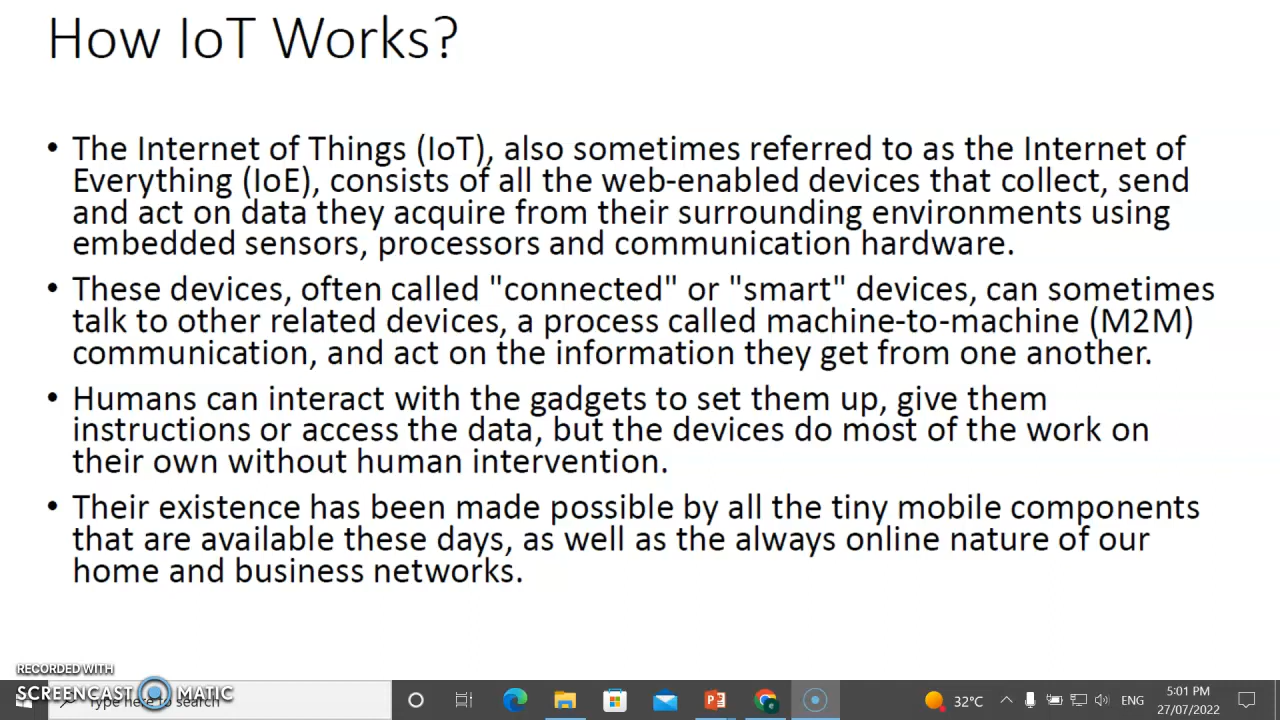 How IoT Works?
• The Internet of Things (IoT), also sometimes referred to as the Internet of
Everything (IoE), consists of all the web-enabled devices that collect, send
and act on data they acquire from their surrounding environments using
embedded sensors, processors and communication hardware.
• These devices, often called "connected" or "smart" devices, can sometimes
talk to other related devices, a process called machine-to-machine (M2M)
communication, and act on the information they get from one another.
• Humans can interact with the gadgets to set them up, give them
instructions or access the data, but the devices do most of the work on
their own without human intervention.
• Their existence has been made possible by all the tiny mobile components
that are available these days, as well as the always online nature of our
home and business networks.
RECORDED WITH
SCREENCAST MATIC
Type here to search
32°C
ENG
5:01 PM
27/07/2022